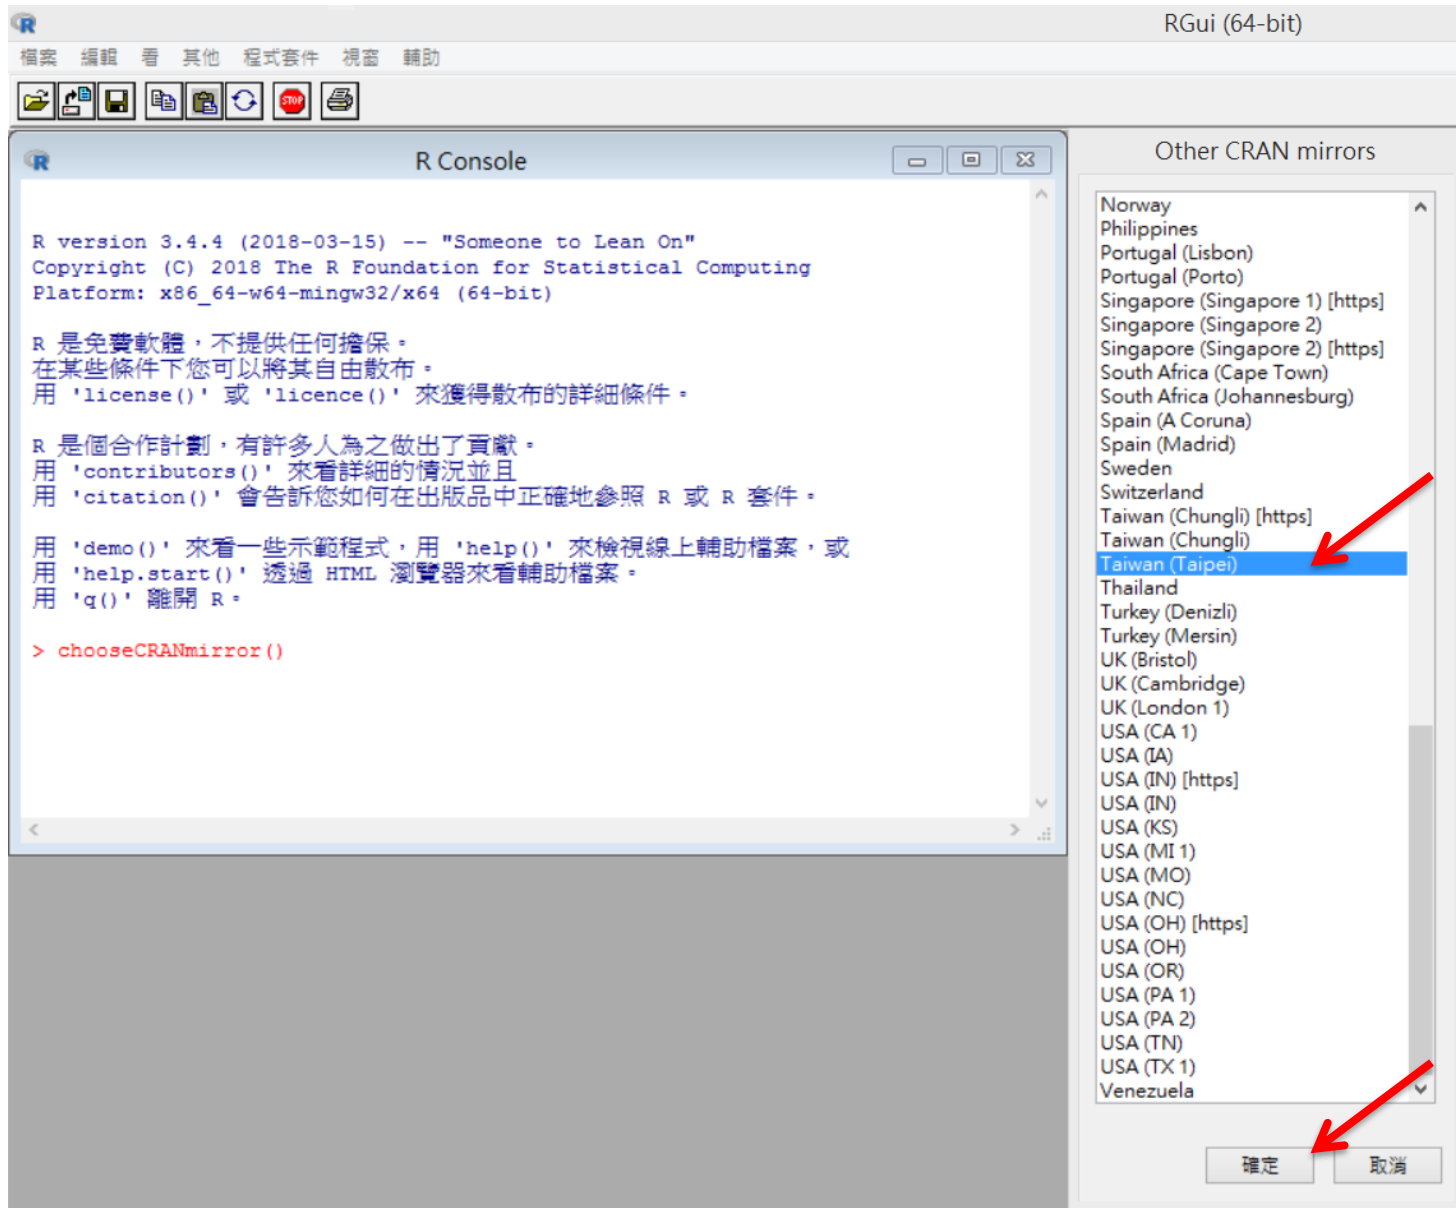 RGui (64-bit)
檔案 編輯 看 其他 程式套件 視窗 輔助
STOP
R Console
R version 3.4.4 (2018-03-15) -- "Someone to Lean On"
Copyright (C) 2018 The R Foundation for Statistical Computing
Platform: x86_64-w64-mingw32/x64 (64-bit)
R 是免費軟體，不提供任何擔保。
在某些條件下您可以將其自由散布。
用 'license()' 或 'licence()' 來獲得散布的詳細條件。
R 是個合作計劃，有許多人為之做出了貢獻。
用 'contributors()' 來看詳細的情況並且
用 'citation()' 會告訴您如何在出版品中正確地參照 R 或 R 套件。
用 'demo()' 來看一些示範程式，用 'help()' 來檢視線上輔助檔案，或
用 'help.start()' 透過 HTML 瀏覽器來看輔助檔案。
用 'q()' 離開 R。
> chooseCRANmirror()
Other CRAN mirrors
Norway
Philippines
Portugal (Lisbon)
Portugal (Porto)
Singapore (Singapore 1) [https]
Singapore (Singapore 2)
Singapore (Singapore 2) [https]
South Africa (Cape Town)
South Africa (Johannesburg)
Spain (A Coruna)
Spain (Madrid)
Sweden
Switzerland
Taiwan (Chungli) [https]
Taiwan (Chungli)
Taiwan (Taipei)
Thailand
Turkey (Denizli)
Turkey (Mersin)
UK (Bristol)
UK (Cambridge)
UK (London 1)
USA (CA 1)
USA (IA)
USA (IN) [https]
USA (IN)
USA (KS)
USA (MI 1)
USA (MO)
USA (NC)
USA (OH) [https]
USA (OH)
USA (OR)
USA (PA 1)
USA (PA 2)
USA (TN)
USA (TX 1)
Venezuela
確定 取消